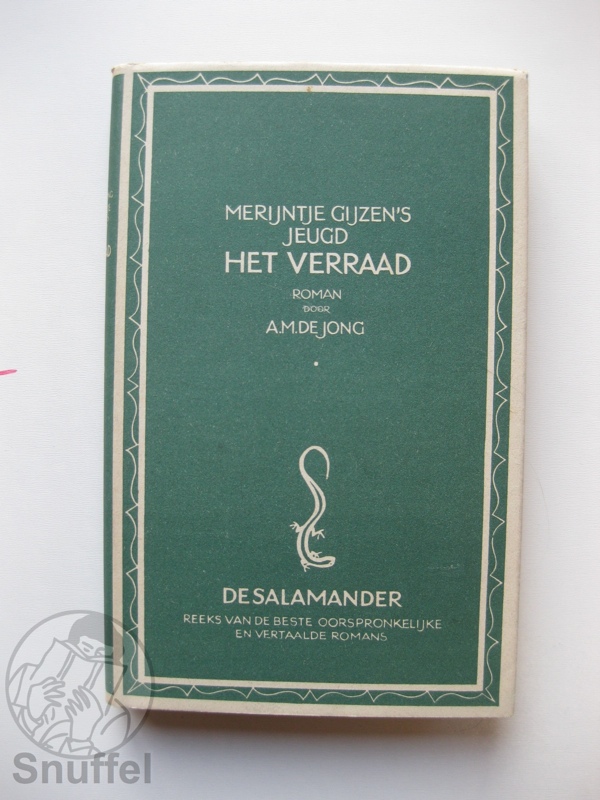 MERIJNTJE GIJZEN'S
JEUGD
HET VERRAAD
ROMAN
DOOR
A.M. DE JONG
DE SALAMANDER
REEKS VAN DE BESTE OORSPRONKELIJKE
EN VERTAALDE ROMANS
Snuffel